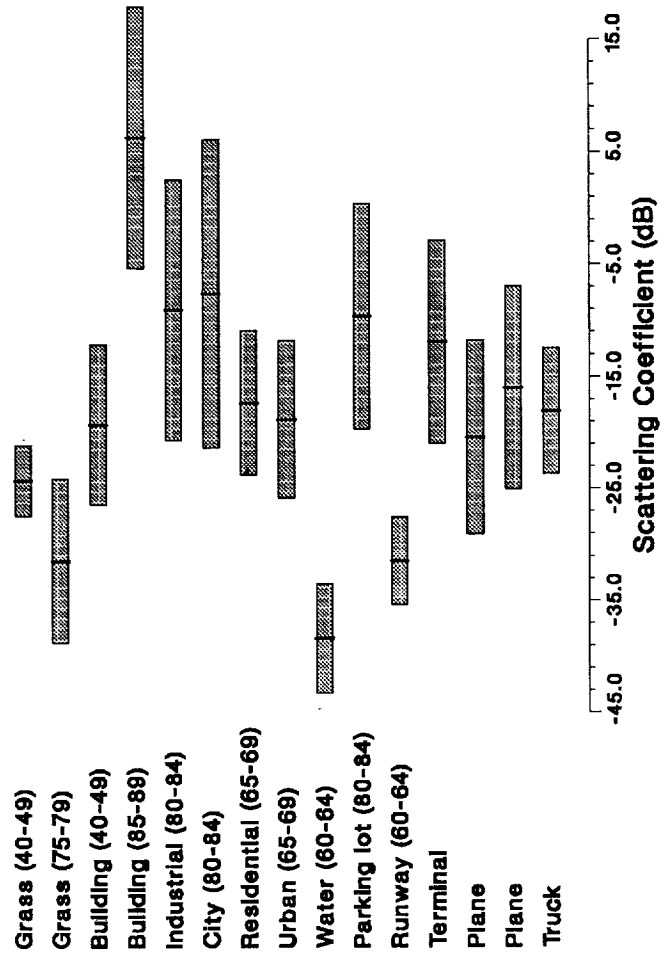 Grass (40-49)
Grass (75-79)
Building (40-49)
Building (85-89)
Industrial (80-84)
City (80-84)
Residential (65-69)
Urban (65-69)
Water (60-64)
Parking lot (80-84)
Runway (60-64)
Terminal
Plane
Plane
Truck
-45.0 -35.0 -25.0 -15.0 -5.0 5.0 15.0
Scattering Coefficient (dB)